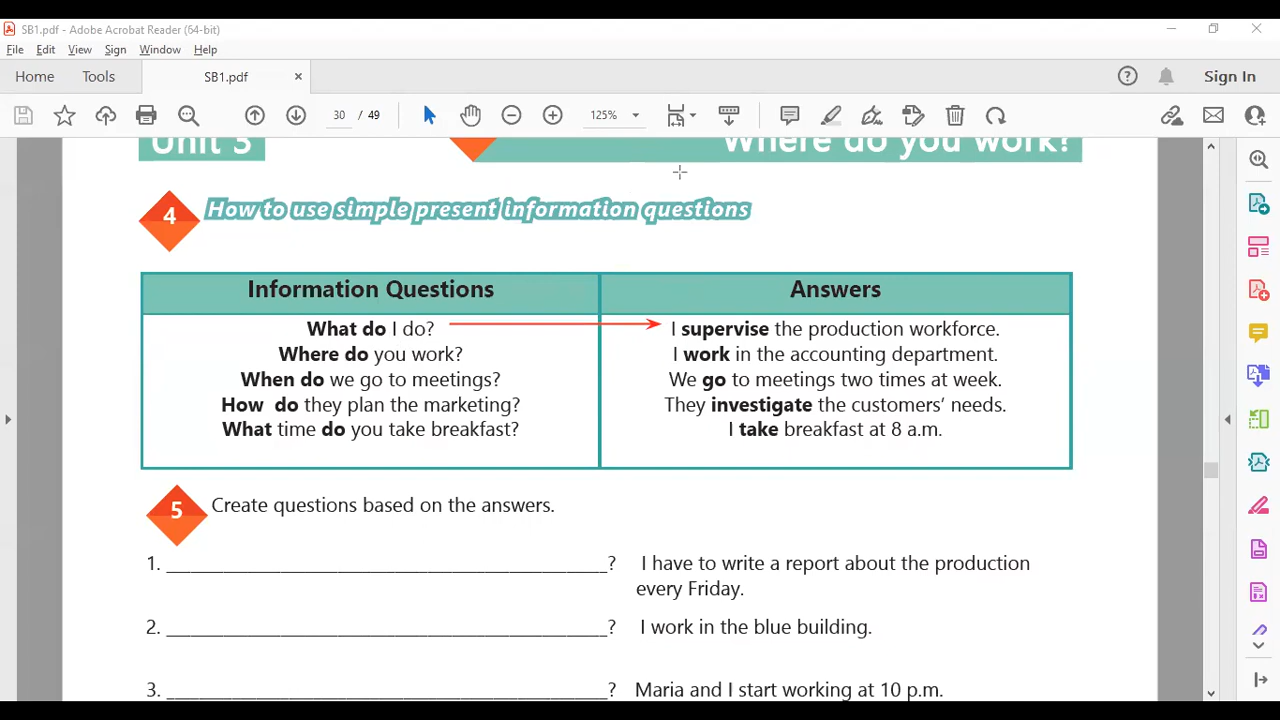 SB1.pdf - Adobe Acrobat Reader (64-bit)
File Edit View Sign Window Help
Home Tools SB1.pdf × Sign In
30 / 49 125%
Unit 3 Where do you work?
4 How to use simple present information questions
Information Questions Answers
What do I do? I supervise the production workforce.
Where do you work? I work in the accounting department.
When do we go to meetings? We go to meetings two times at week.
How do they plan the marketing? They investigate the customers' needs.
What time do you take breakfast? I take breakfast at 8 a.m.
5 Create questions based on the answers.
1. ________________________________________? I have to write a report about the production
every Friday.
2. ________________________________________? I work in the blue building.
3. ________________________________________? Maria and I start working at 10 p.m.